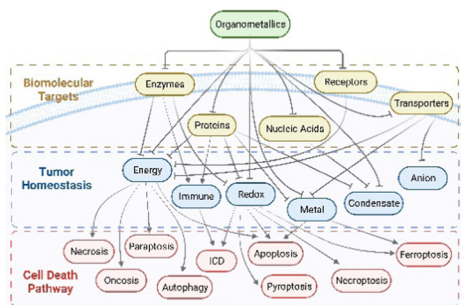 Organometallics
Biomolecular
Targets
Enzymes
Receptors
Transporters
Proteins
Nucleic Acids
Tumor
Homeostasis
Energy
Immune
Redox
Metal
Condensate
Anion
Cell Death
Pathway
Necrosis
Paraptosis
ICD
Apoptosis
Ferroptosis
Oncosis
Autophagy
Pyroptosis
Necroptosis